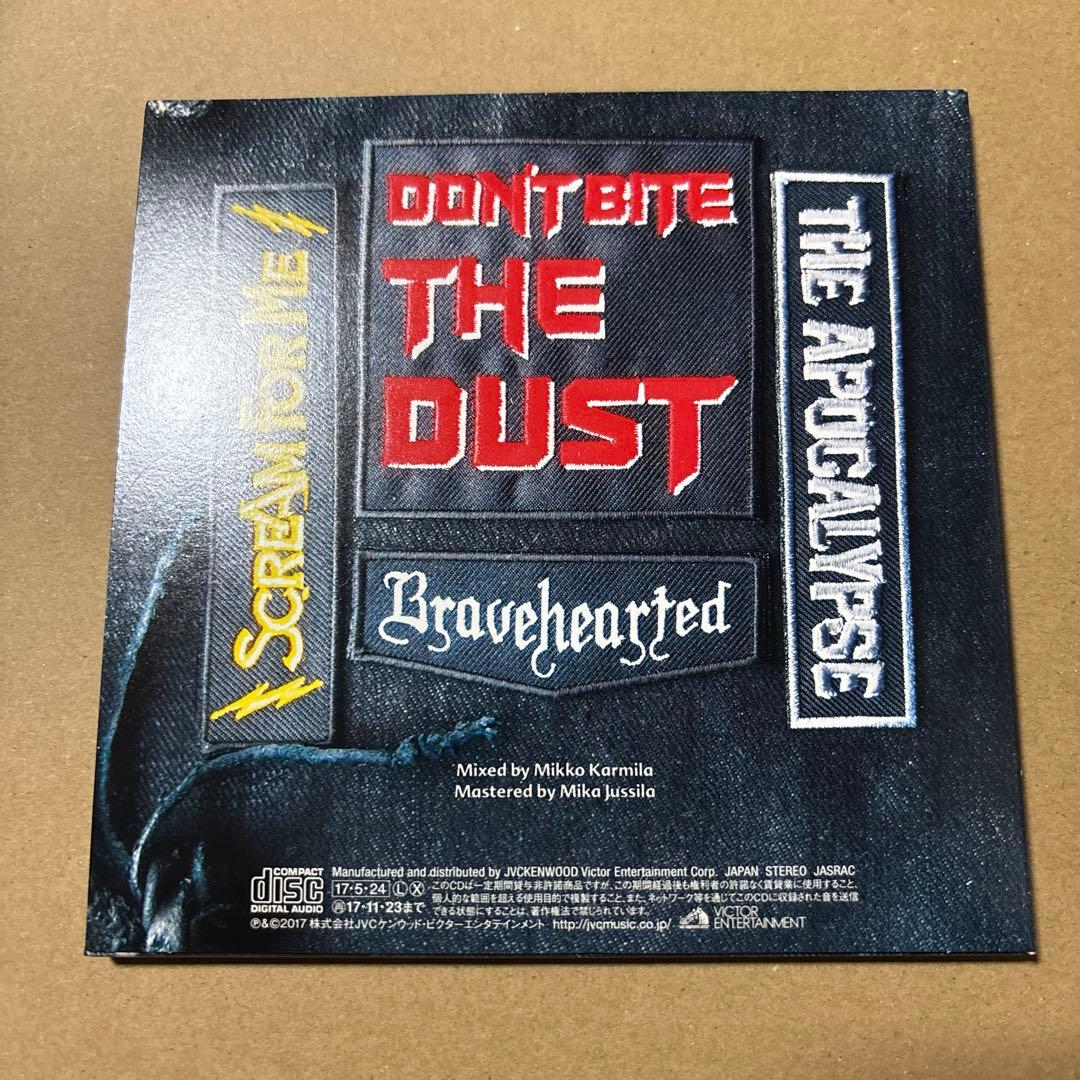 SCREAM FOR ME
DON'T BITE
THE
DUST
THE APOCALYPSE
Bravehearted
Mixed by Mikko Karmila
Mastered by Mika Jussila
COMPACT
disc
DIGITAL AUDIO
Manufactured and distributed by JVCKENWOOD Victor Entertainment Corp. JAPAN STEREO JASRAC
17・5・24 Ⓛ Ⓧ このCDは一定期間貸与非許諾商品ですが、この期間経過後も権利者の許諾なく賃貸業に使用すること、
個人的な範囲を超える使用目的で複製すること、また、ネットワーク等を通じてこのCDに収録された音を送信
㊢17・11・23まで できる状態にすることは、著作権法で禁じられています。
℗&©2017 株式会社JVCケンウッド・ビクターエンタテインメント http://jvcmusic.co.jp/
VICTOR
ENTERTAINMENT